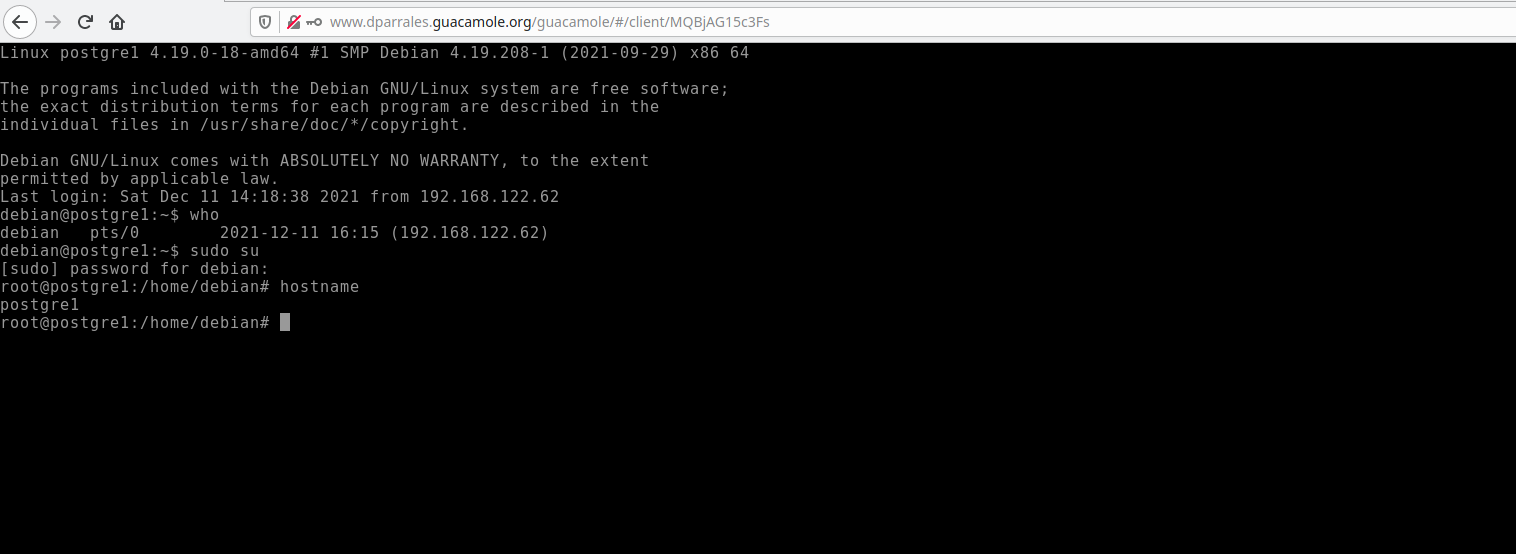 www.dparrales.guacamole.org/guacamole/#/client/MQBjAG15c3Fs
Linux postgre1 4.19.0-18-amd64 #1 SMP Debian 4.19.208-1 (2021-09-29) x86 64
The programs included with the Debian GNU/Linux system are free software;
the exact distribution terms for each program are described in the
individual files in /usr/share/doc/*/copyright.
Debian GNU/Linux comes with ABSOLUTELY NO WARRANTY, to the extent
permitted by applicable law.
Last login: Sat Dec 11 14:18:38 2021 from 192.168.122.62
debian@postgre1:~$ who
debian   pts/0        2021-12-11 16:15 (192.168.122.62)
debian@postgre1:~$ sudo su
[sudo] password for debian:
root@postgre1:/home/debian# hostname
postgre1
root@postgre1:/home/debian#